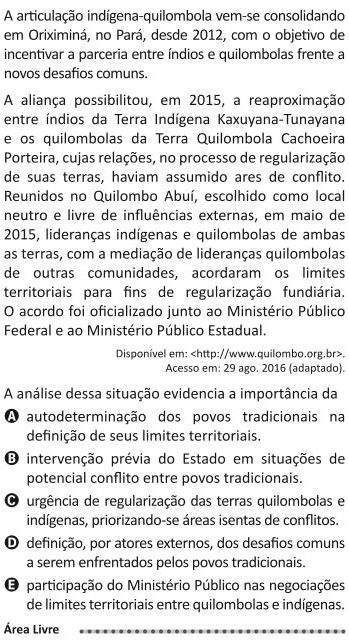 A articulação indígena-quilombola vem-se consolidando
em Oriximiná, no Pará, desde 2012, com o objetivo de
incentivar a parceria entre índios e quilombolas frente a
novos desafios comuns.
A aliança possibilitou, em 2015, a reaproximação
entre índios da Terra Indígena Kaxuyana-Tunayana
e os quilombolas da Terra Quilombola Cachoeira
Porteira, cujas relações, no processo de regularização
de suas terras, haviam assumido ares de conflito.
Reunidos no Quilombo Abuí, escolhido como local
neutro e livre de influências externas, em maio de
2015, lideranças indígenas e quilombolas de ambas
as terras, com a mediação de lideranças quilombolas
de outras comunidades, acordaram os limites
territoriais para fins de regularização fundiária.
O acordo foi oficializado junto ao Ministério Público
Federal e ao Ministério Público Estadual.
Disponível em: <http://www.quilombo.org.br>.
Acesso em: 29 ago. 2016 (adaptado).
A análise dessa situação evidencia a importância da
A autodeterminação dos povos tradicionais na
definição de seus limites territoriais.
B intervenção prévia do Estado em situações de
potencial conflito entre povos tradicionais.
C urgência de regularização das terras quilombolas e
indígenas, priorizando-se áreas isentas de conflitos.
D definição, por atores externos, dos desafios comuns
a serem enfrentados pelos povos tradicionais.
E participação do Ministério Público nas negociações
de limites territoriais entre quilombolas e indígenas.
Área Livre